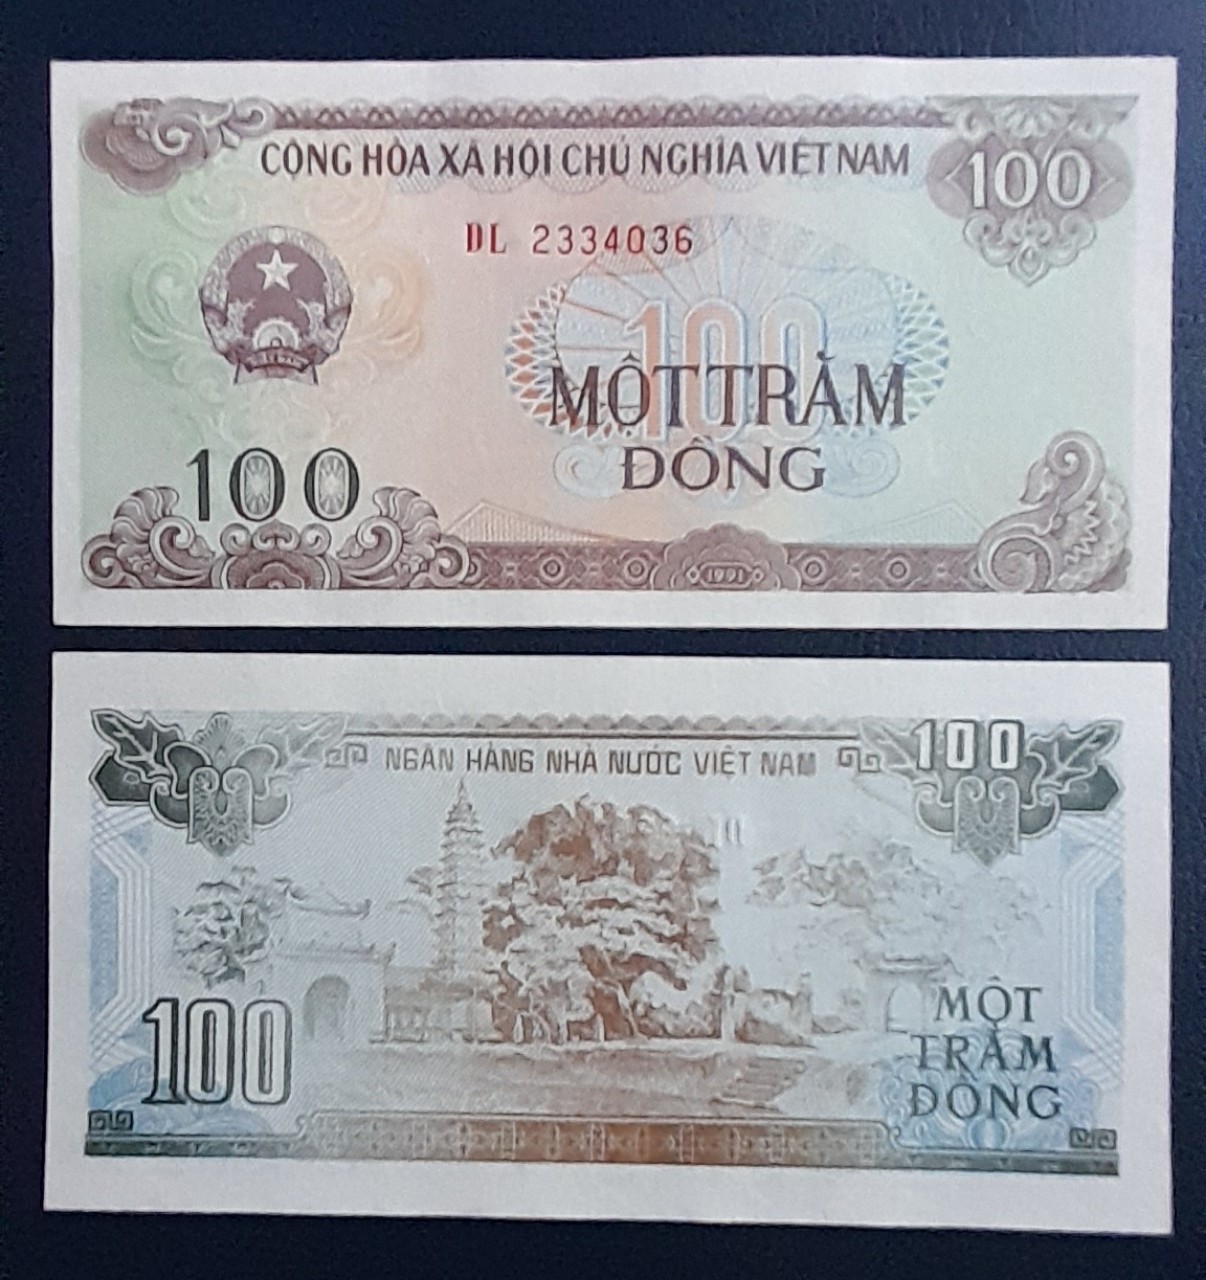 CỘNG HÒA XÃ HỘI CHỦ NGHĨA VIỆT NAM
100
DL 2334036
100
MỘT TRĂM
ĐỒNG
100
1991
NGÂN HÀNG NHÀ NƯỚC VIỆT NAM
100
100
MỘT
TRĂM
ĐỒNG